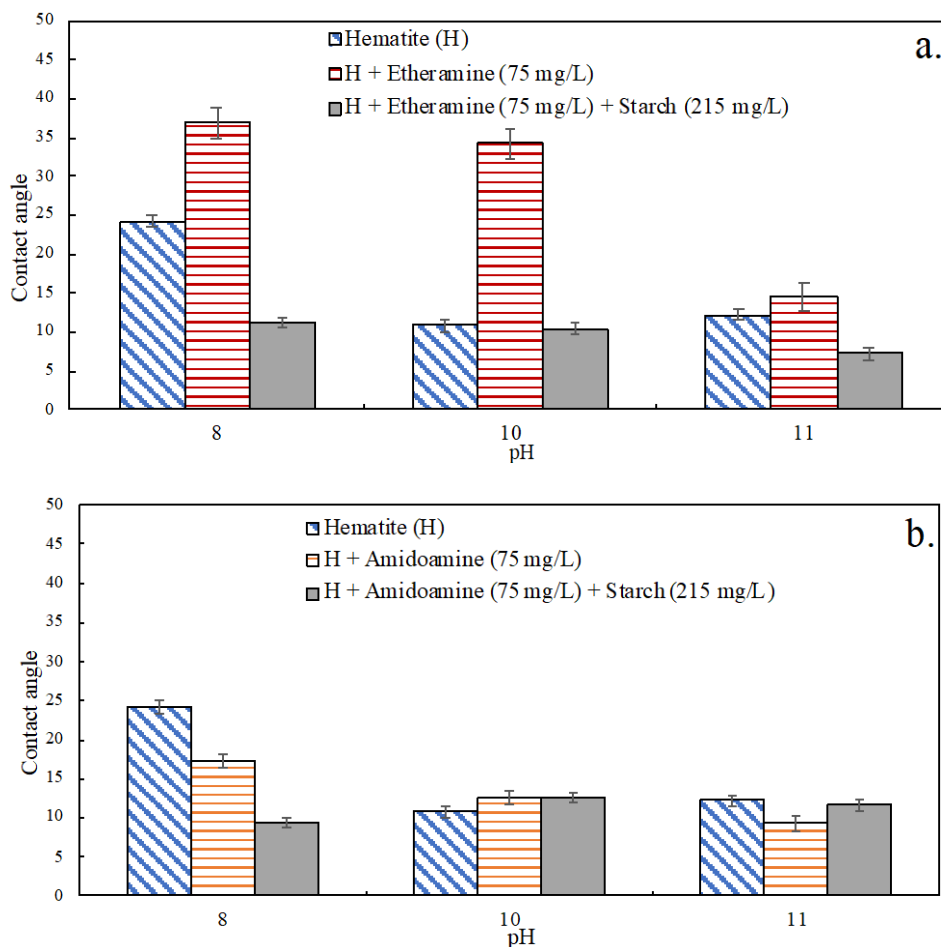 a.
Hematite (H)
H + Etheramine (75 mg/L)
H + Etheramine (75 mg/L) + Starch (215 mg/L)
Contact angle
50
45
40
35
30
25
20
15
10
5
0
8
10
11
pH
b.
Hematite (H)
H + Amidoamine (75 mg/L)
H + Amidoamine (75 mg/L) + Starch (215 mg/L)
Contact angle
50
45
40
35
30
25
20
15
10
5
0
8
10
11
pH